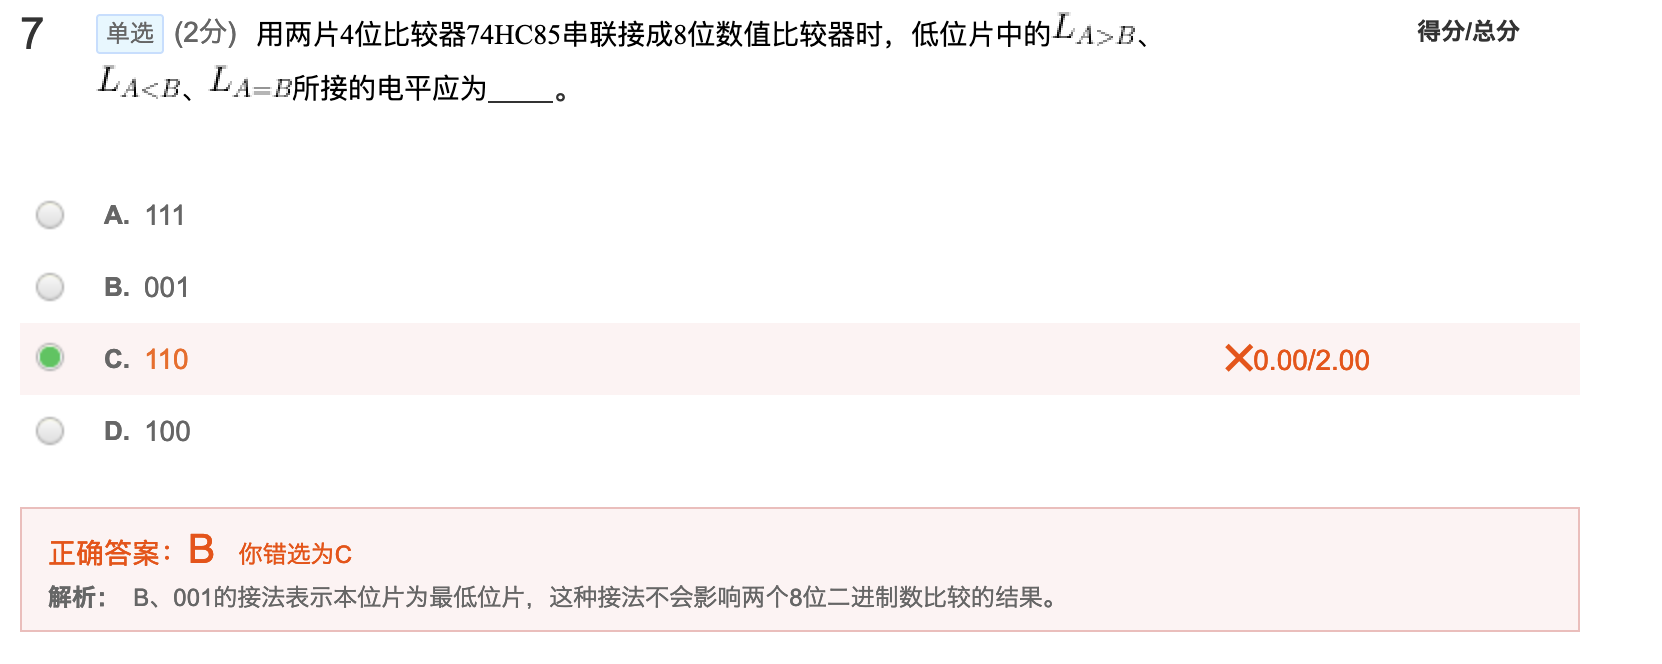 7 单选 (2分) 用两片4位比较器74HC85串联接成8位数值比较器时，低位片中的L_{A>B}、 得分/总分
L_{A<B}、L_{A=B}所接的电平应为____。
A. 111
B. 001
C. 110 ✕0.00/2.00
D. 100
正确答案：B 你错选为C
解析： B、001的接法表示本位片为最低位片，这种接法不会影响两个8位二进制数比较的结果。